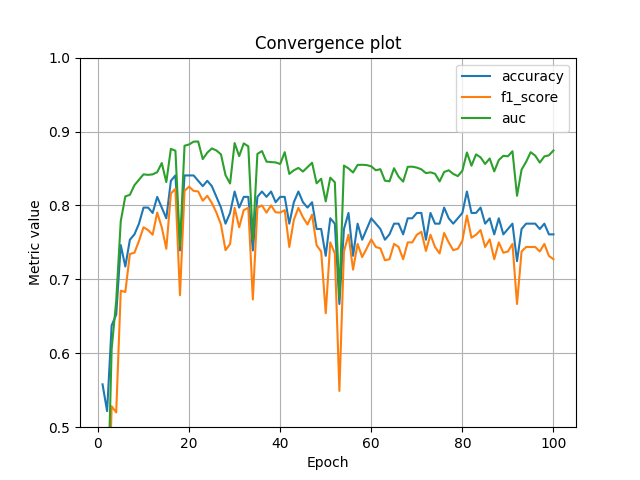 Convergence plot
1.0
0.9
0.8
0.7
0.6
0.5
Metric value
accuracy
f1_score
auc
0 20 40 60 80 100
Epoch